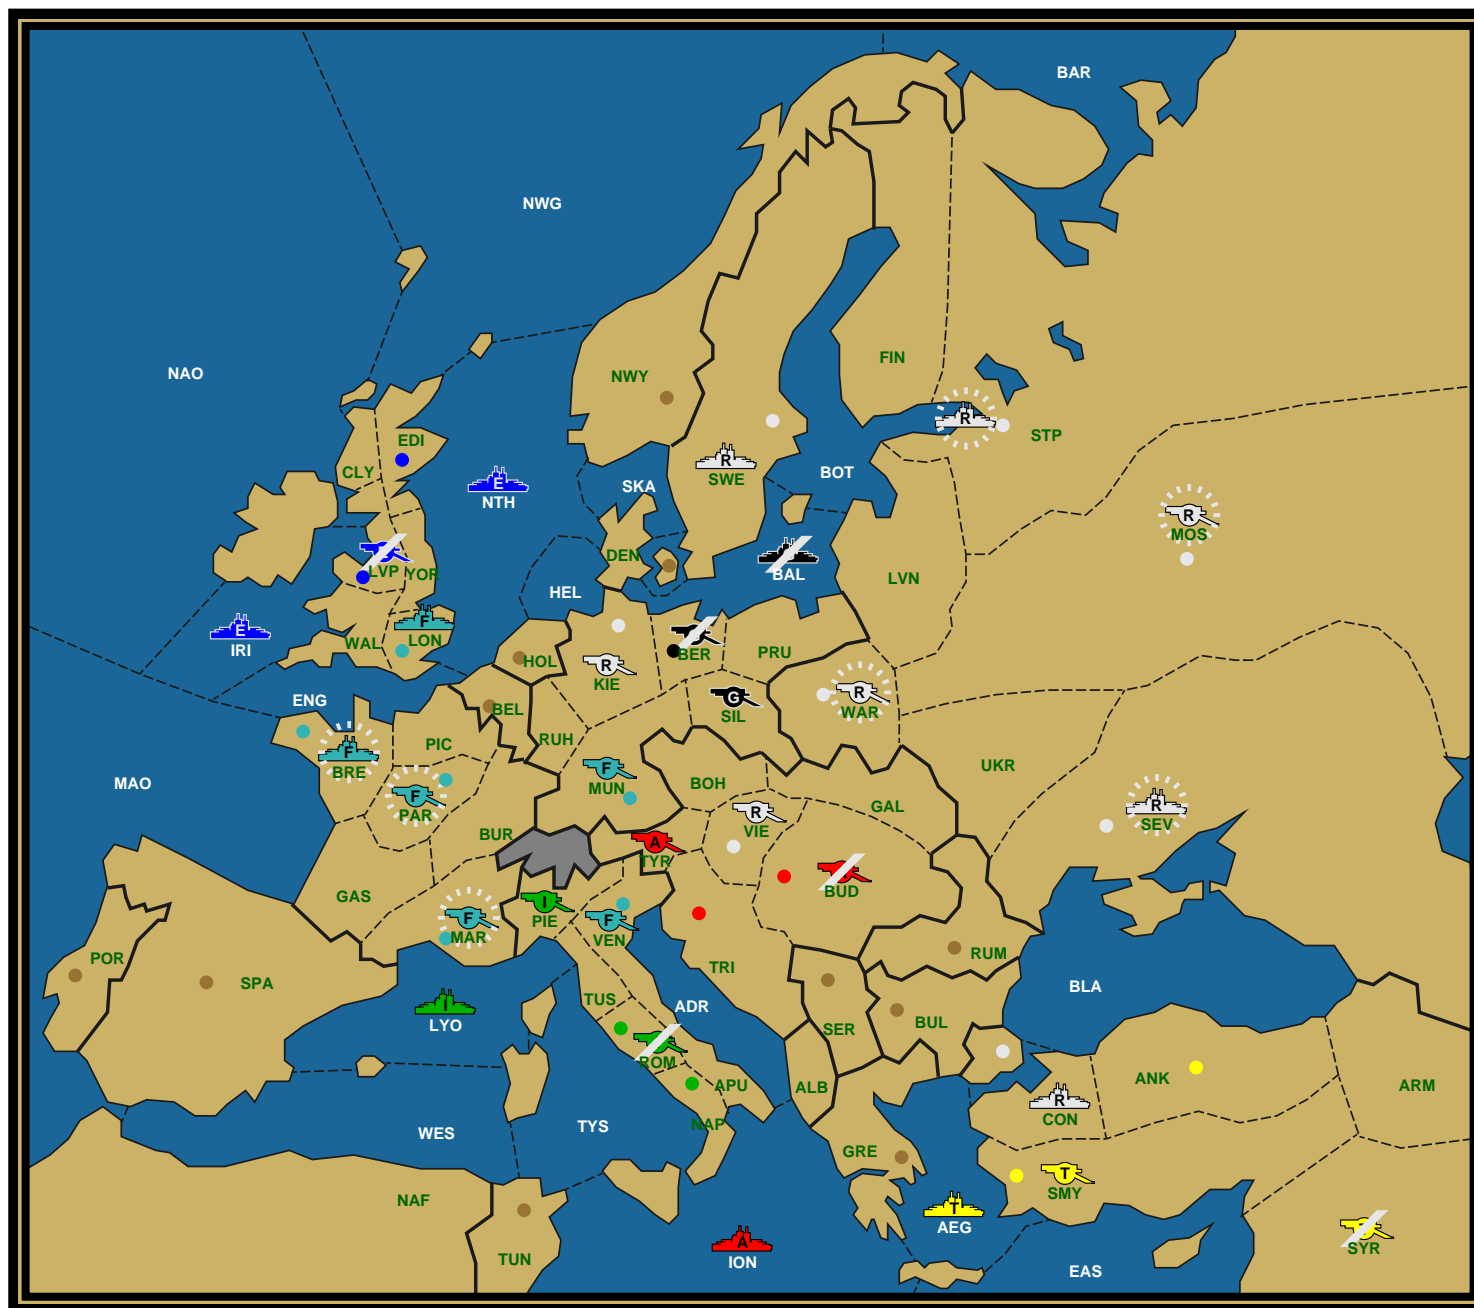 BAR
NWG
NAO
FIN
NWY
R
STP
EDI
CLY
R
SWE
SKA
BOT
E
NTH
R
MOS
DEN
LVP
YOR
BAL
LVN
HEL
E
IRI
F
LON
WAL
HOL
R
KIE
BER
PRU
ENG
BEL
G
SIL
R
WAR
F
BRE
PIC
RUH
UKR
MAO
F
MUN
BOH
F
PAR
GAL
R
VIE
R
SEV
BUR
A
TYR
BUD
GAS
I
PIE
F
VEN
F
MAR
POR
SPA
TRI
RUM
I
LYO
TUS
ADR
BLA
SER
BUL
ROM
ALB
APU
ANK
ARM
R
CON
WES
TYS
NAP
GRE
NAF
T
SMY
T
AEG
A
ION
TUN
EAS
SYR